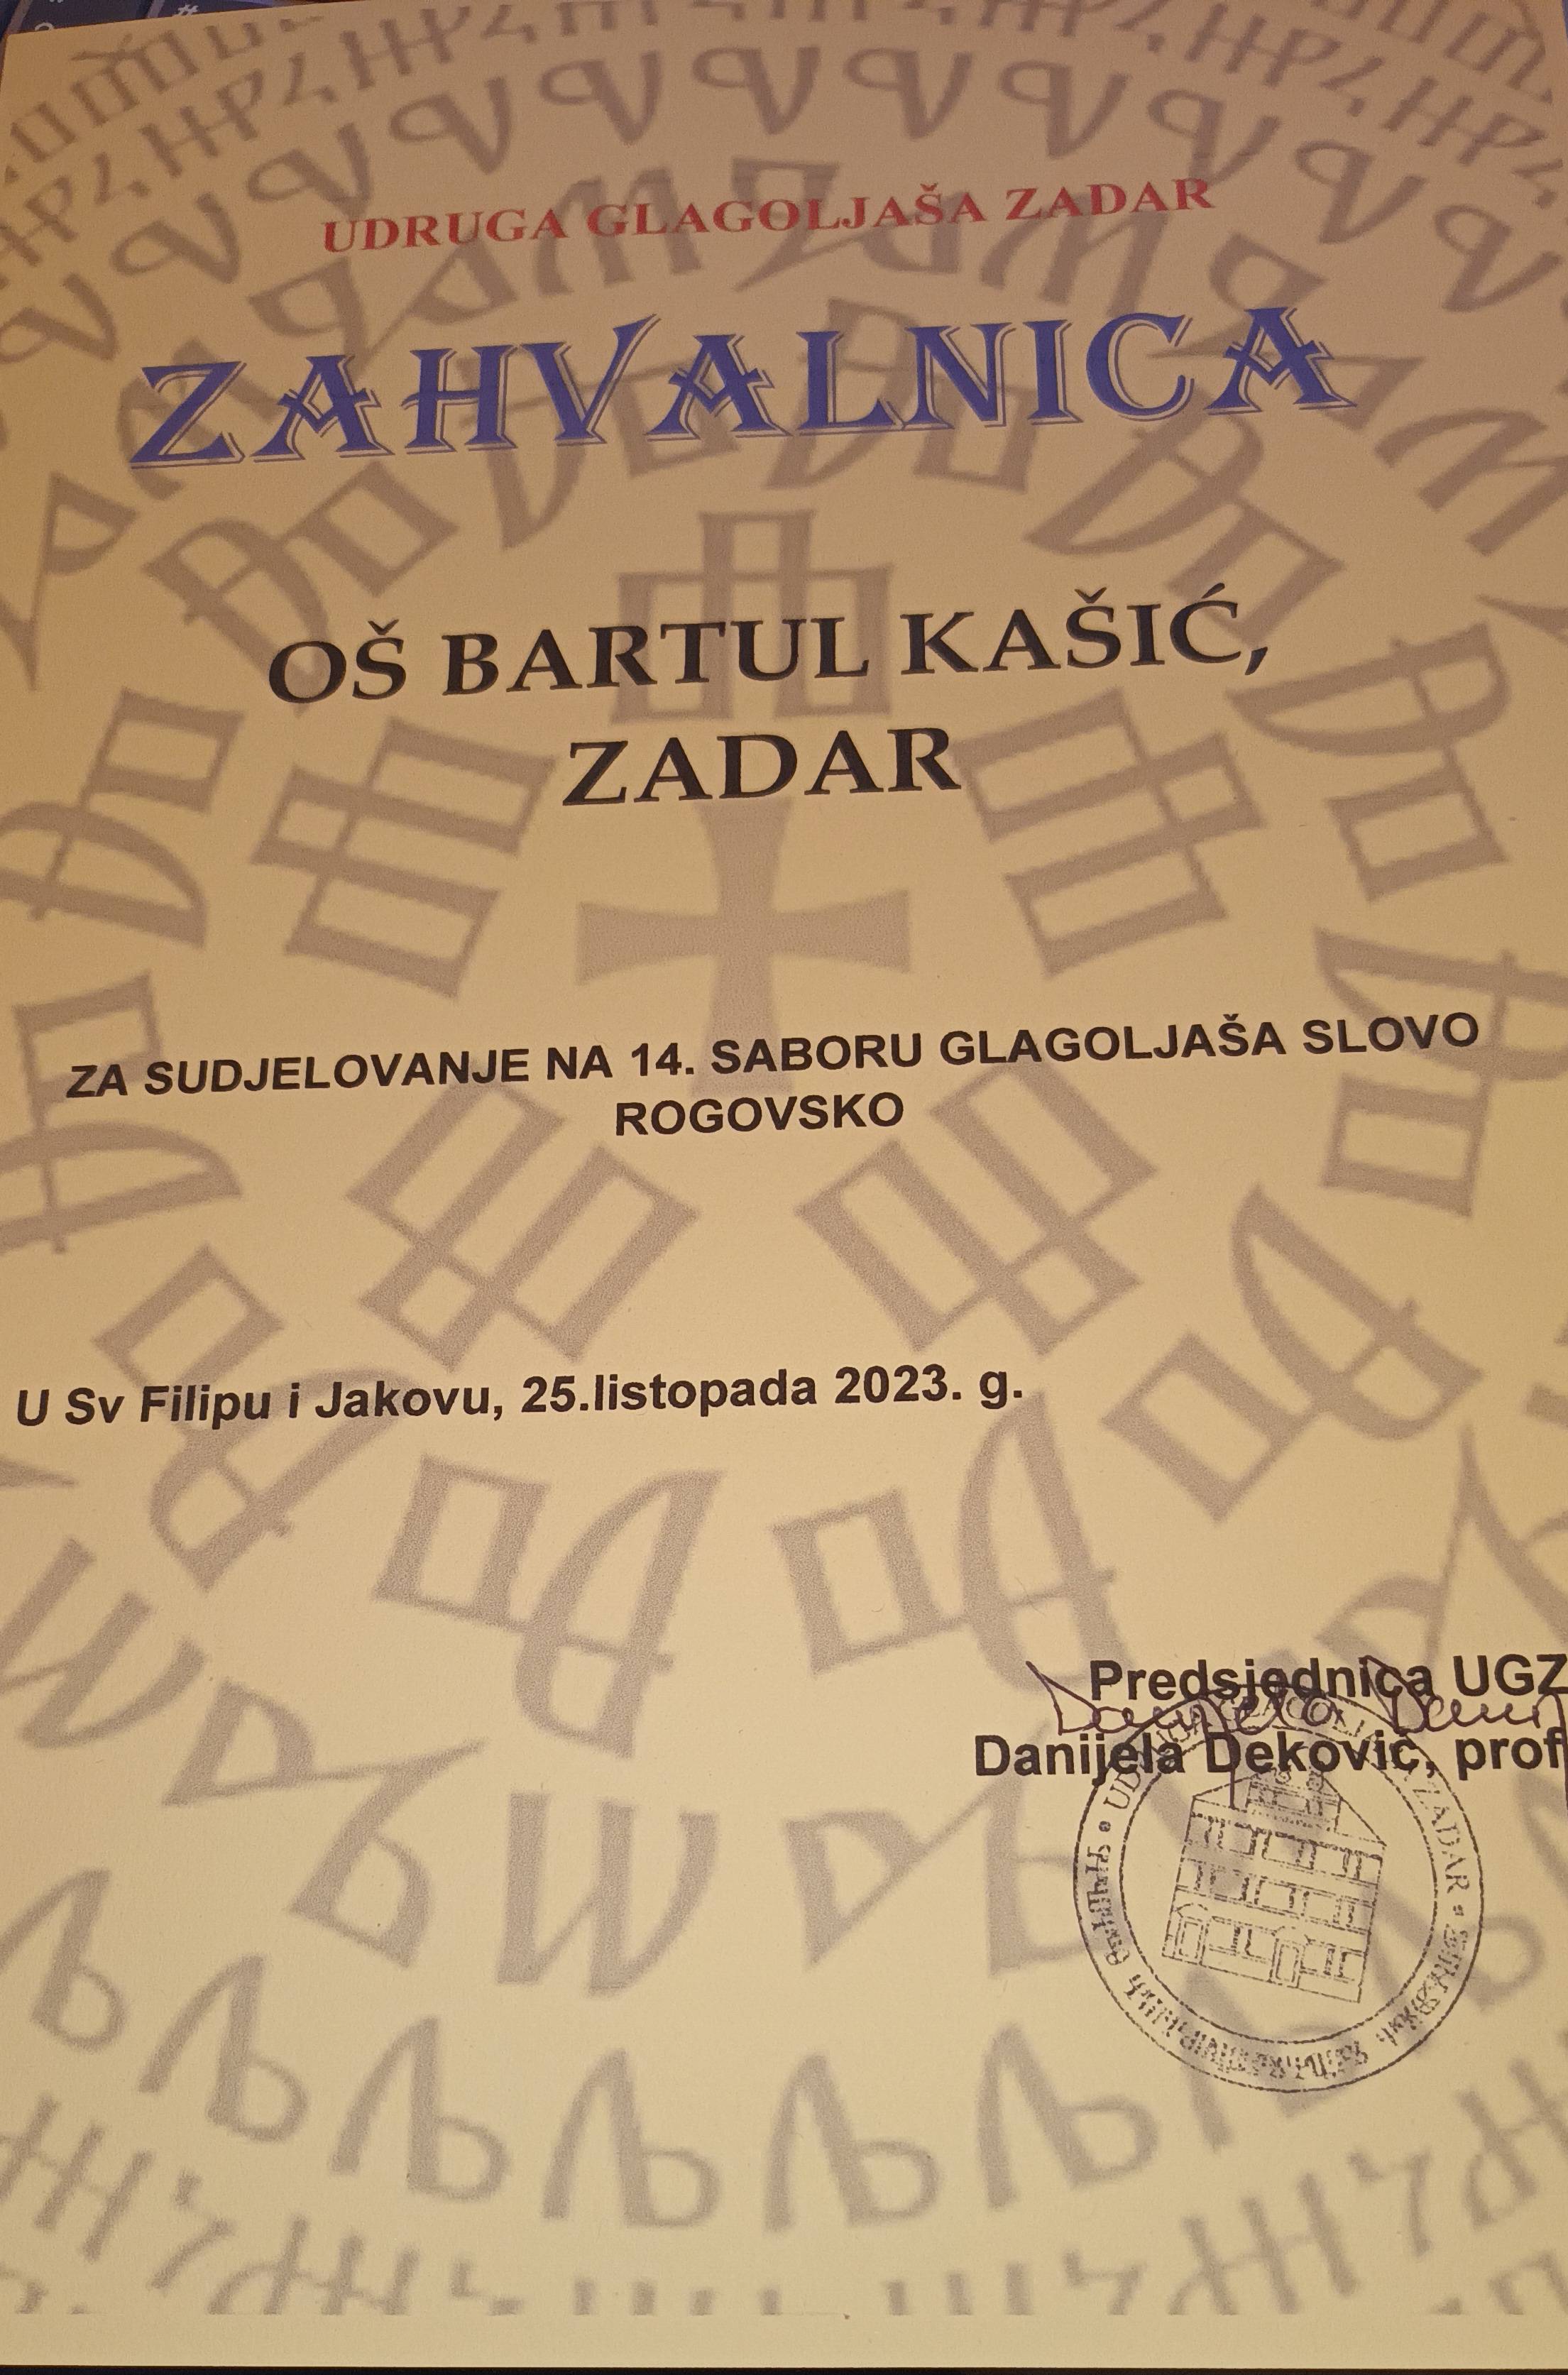 UDRUGA GLAGOLJAŠA ZADAR
ZAHVALNICA
OŠ BARTUL KAŠIĆ,
ZADAR
ZA SUDJELOVANJE NA 14. SABORU GLAGOLJAŠA SLOVO
ROGOVSKO
U Sv Filipu i Jakovu, 25.listopada 2023. g.
Predsjednica UGZ
Danijela Deković, prof
ZADAR